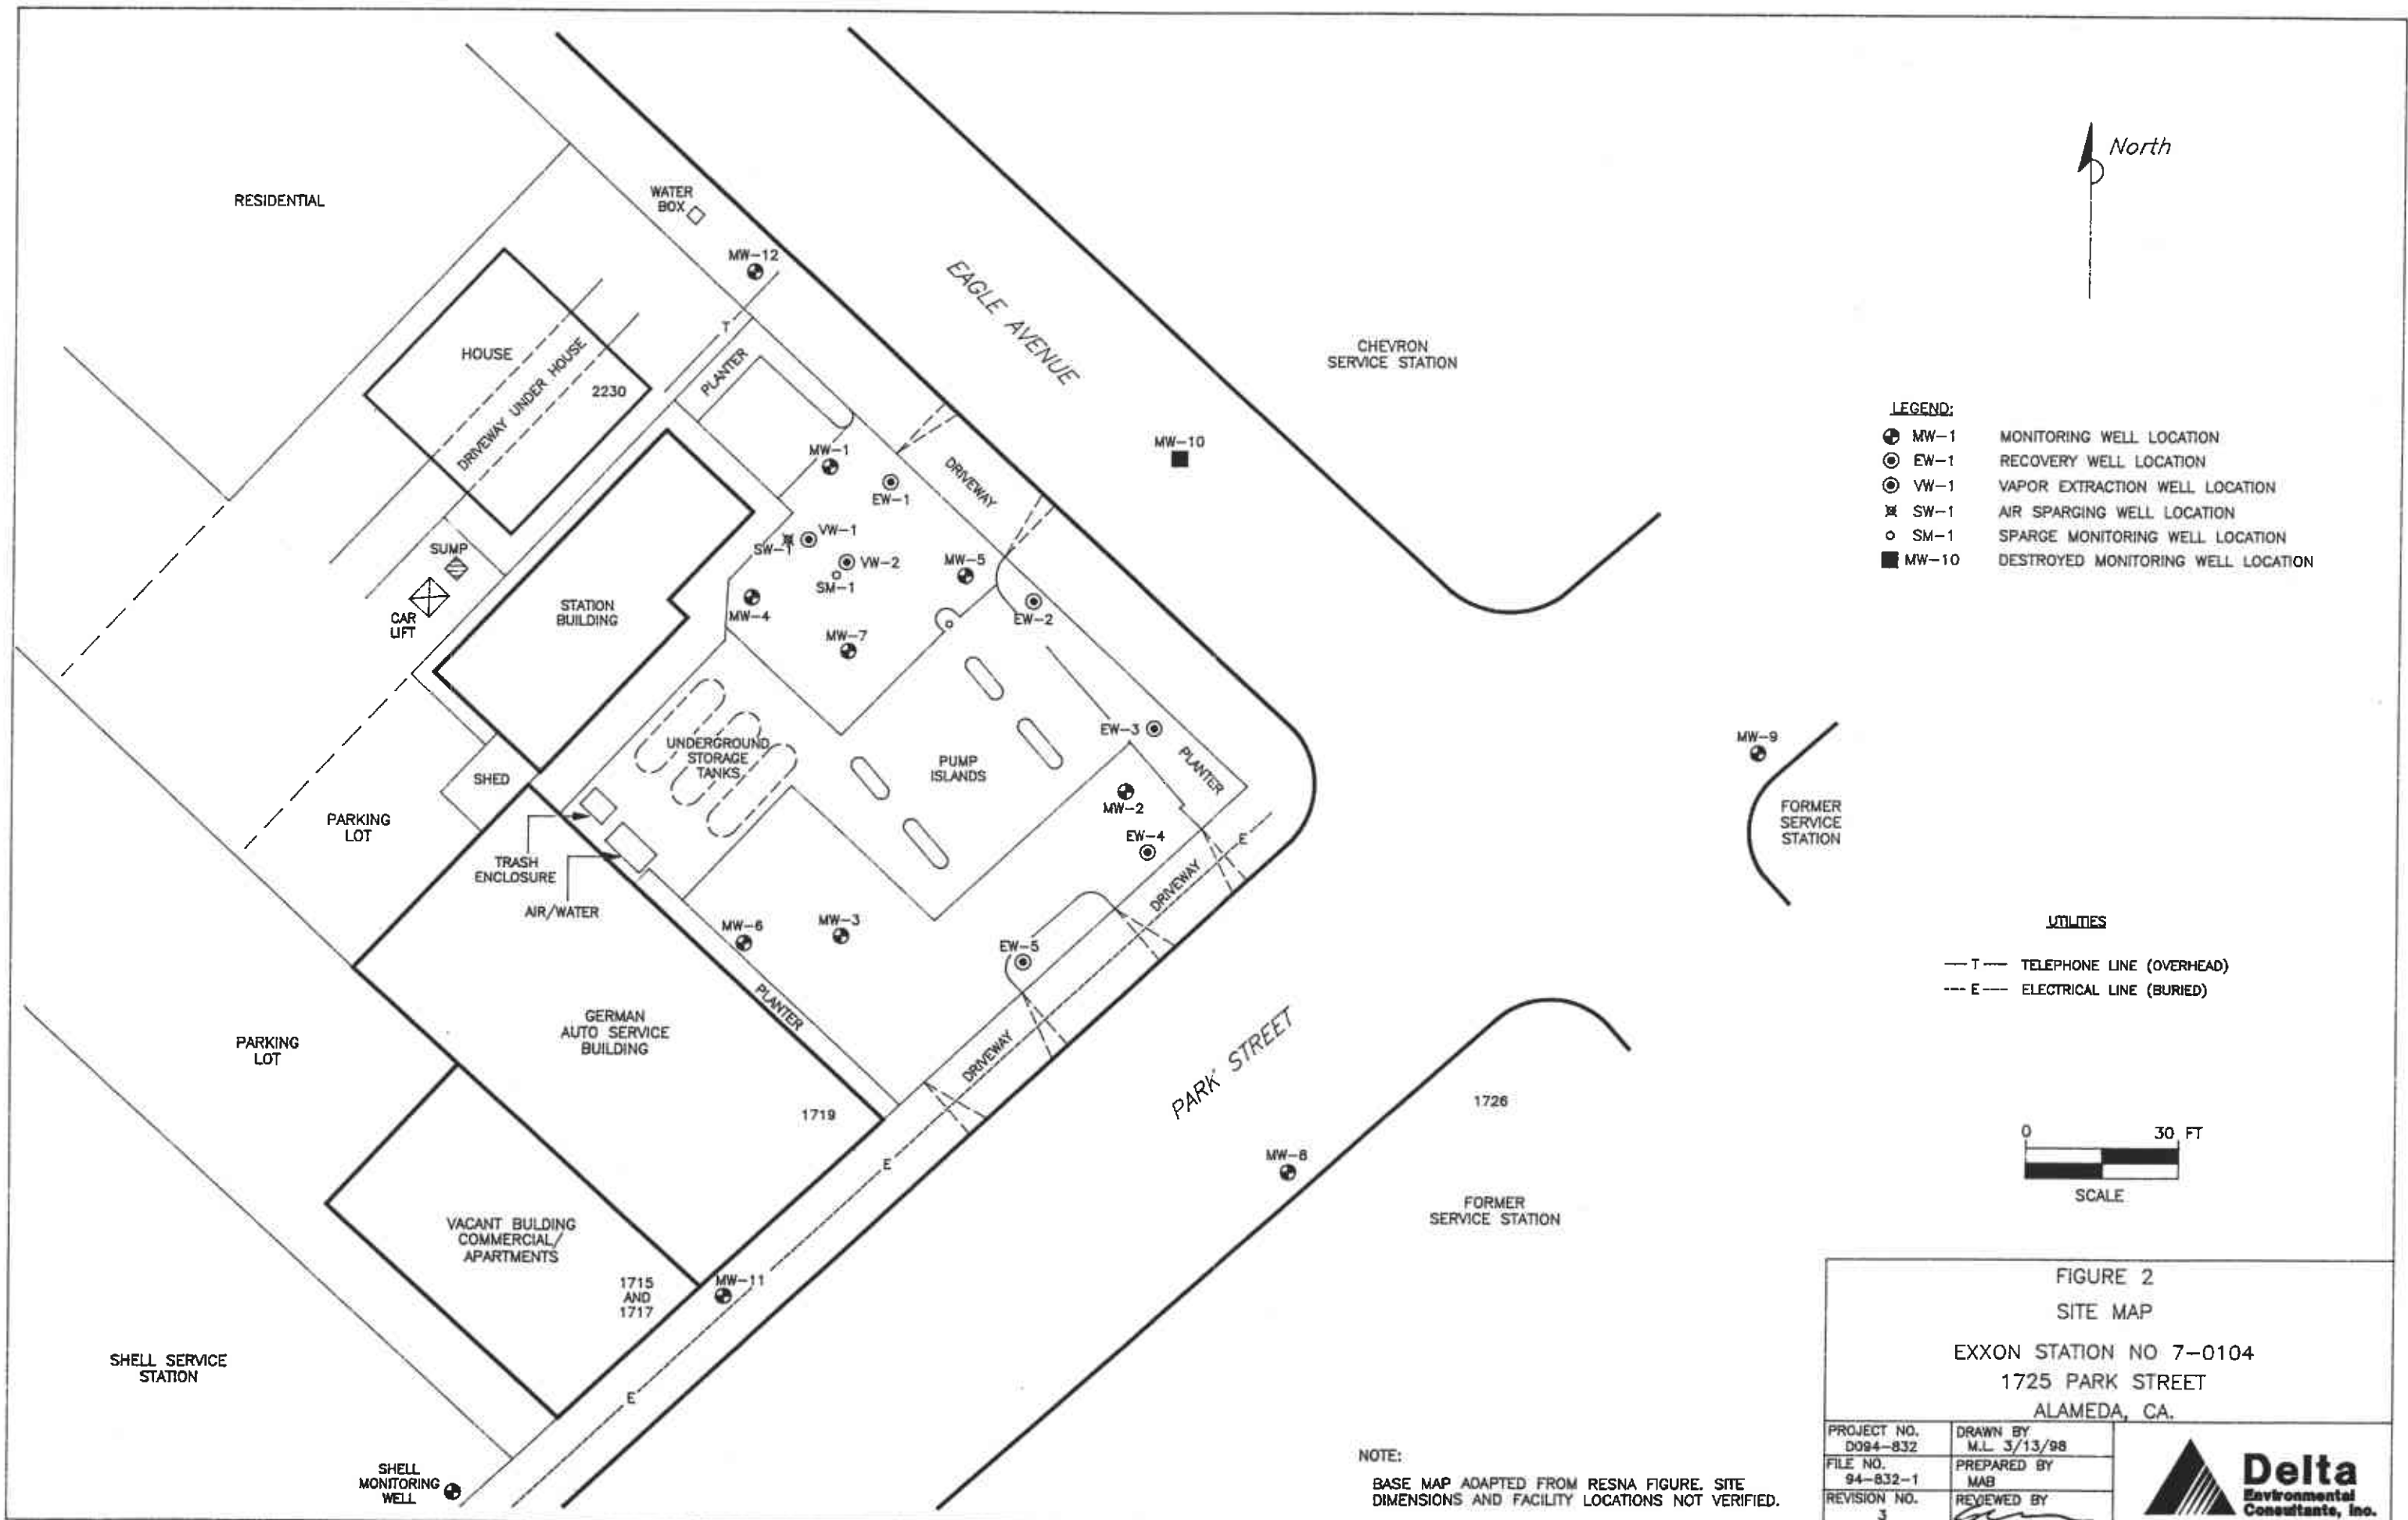 RESIDENTIAL
WATER
BOX
MW-12
T
EAGLE AVENUE
CHEVRON
SERVICE STATION
North
HOUSE
2230
DRIVEWAY UNDER HOUSE
PLANTER
MW-1
EW-1
DRIVEWAY
MW-10
LEGEND:
MW-1 MONITORING WELL LOCATION
EW-1 RECOVERY WELL LOCATION
VW-1 VAPOR EXTRACTION WELL LOCATION
SW-1 AIR SPARGING WELL LOCATION
SM-1 SPARGE MONITORING WELL LOCATION
MW-10 DESTROYED MONITORING WELL LOCATION
SUMP
CAR
LIFT
STATION
BUILDING
SW-1
VW-1
VW-2
SM-1
MW-5
MW-4
MW-7
EW-2
EW-3
PLANTER
MW-9
FORMER
SERVICE
STATION
UNDERGROUND
STORAGE
TANKS
PUMP
ISLANDS
MW-2
EW-4
SHED
PARKING
LOT
TRASH
ENCLOSURE
AIR/WATER
E
DRIVEWAY
MW-6
MW-3
EW-5
PLANTER
UTILITIES
T TELEPHONE LINE (OVERHEAD)
E ELECTRICAL LINE (BURIED)
PARKING
LOT
GERMAN
AUTO SERVICE
BUILDING
DRIVEWAY
PARK STREET
1719
1726
E
MW-8
FORMER
SERVICE STATION
0 30 FT
SCALE
VACANT BULDING
COMMERCIAL/
APARTMENTS
1715
AND
1717
MW-11
SHELL SERVICE
STATION
E
SHELL
MONITORING
WELL
NOTE:
BASE MAP ADAPTED FROM RESNA FIGURE. SITE
DIMENSIONS AND FACILITY LOCATIONS NOT VERIFIED.
FIGURE 2
SITE MAP
EXXON STATION NO 7-0104
1725 PARK STREET
ALAMEDA, CA.
PROJECT NO.
D094-832
DRAWN BY
M.L. 3/13/98
FILE NO.
94-832-1
PREPARED BY
MAB
REVISION NO.
3
REVIEWED BY
Delta
Environmental
Consultants, Inc.